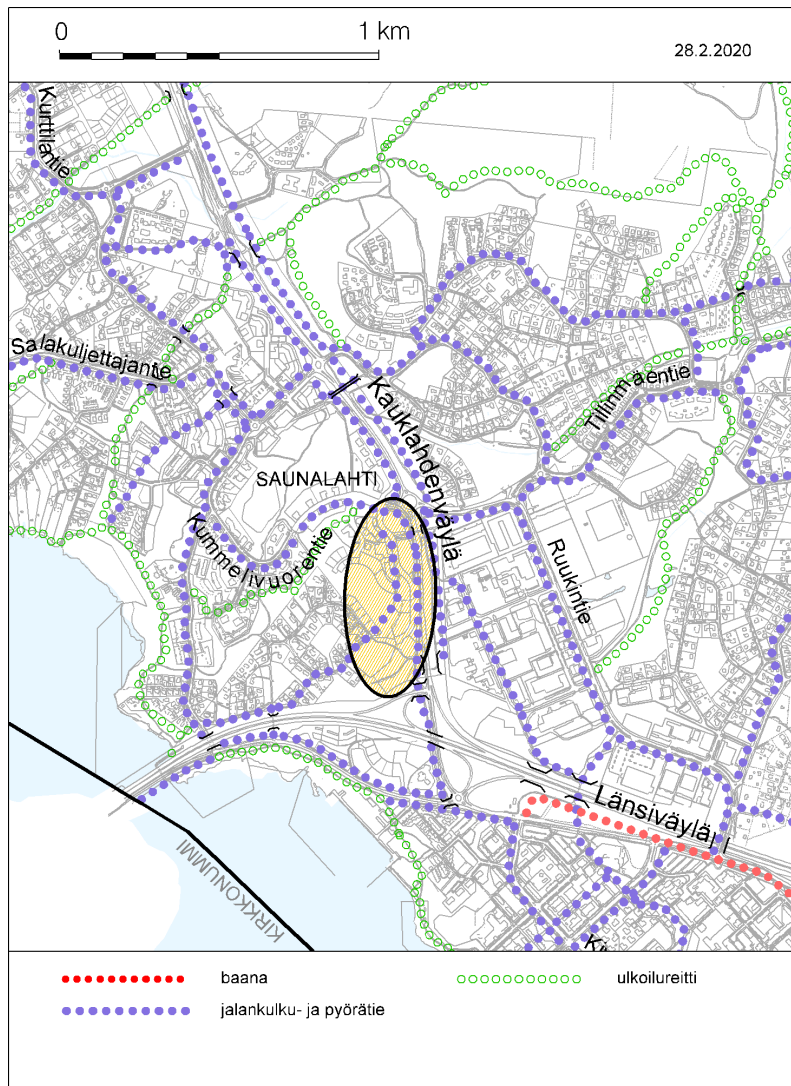 0 1 km
28.2.2020
Kurttilantie
Salakuljettajantie
Kauklahdenväylä
Tillinmäentie
SAUNALAHTI
Kummelivuorentie
Ruukintie
Länsiväylä
KIRKKONUMMI
baana
ulkoilureitti
jalankulku- ja pyörätie